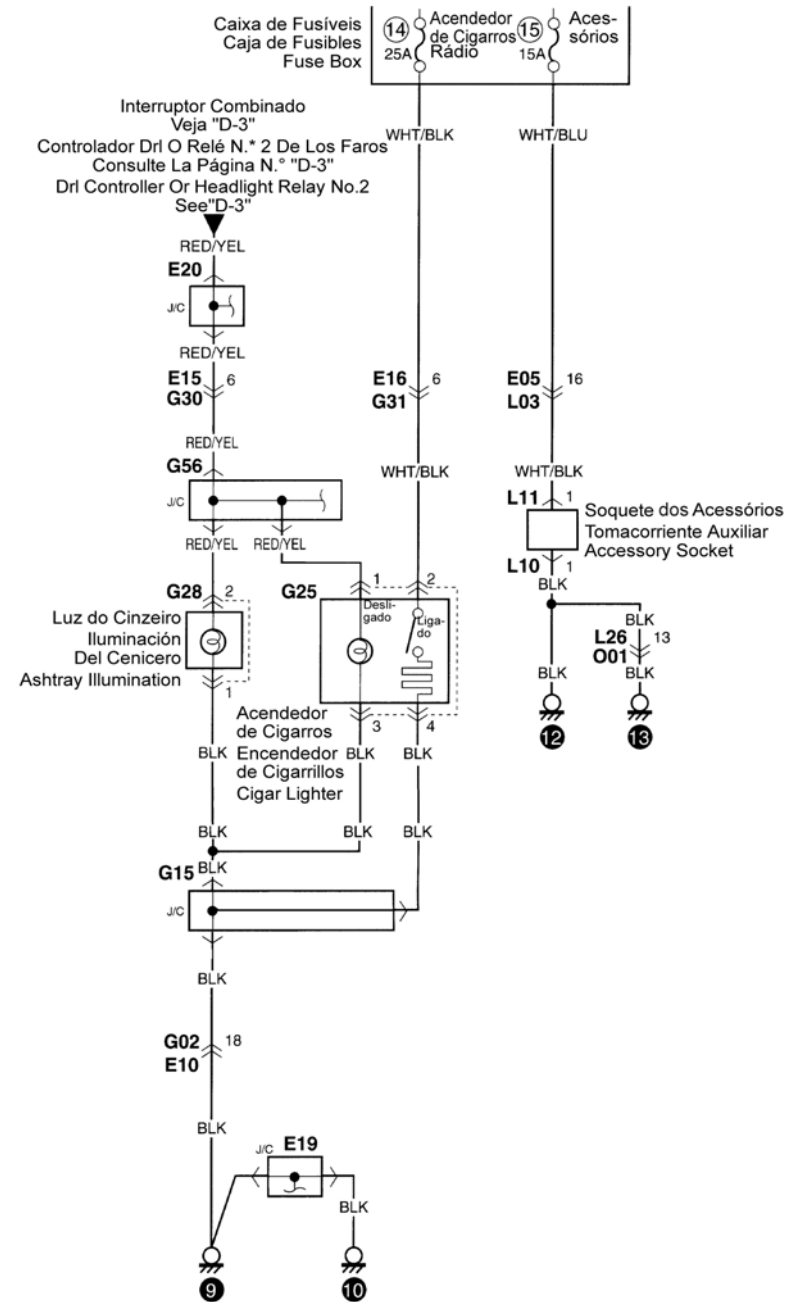 Caixa de Fusíveis
Caja de Fusibles
Fuse Box
14
25A
Acendedor
de Cigarros
Rádio
15
15A
Aces-
sórios
Interruptor Combinado
Veja "D-3"
Controlador Drl O Relé N.* 2 De Los Faros
Consulte La Página N.° "D-3"
Drl Controller Or Headlight Relay No.2
See"D-3"
WHT/BLK
WHT/BLU
RED/YEL
E20
J/C
RED/YEL
E15 6
G30
E16 6
G31
E05 16
L03
RED/YEL
G56
J/C
WHT/BLK
WHT/BLK
L11 1
Soquete dos Acessórios
Tomacorriente Auxiliar
Accessory Socket
L10 1
BLK
RED/YEL
RED/YEL
G28 2
G25 1 2
Desli-
gado
Liga-
do
Luz do Cinzeiro
Iluminación
Del Cenicero
Ashtray Illumination
1
BLK
L26 13
O01
BLK
BLK
12
13
3
4
Acendedor
de Cigarros
Encendedor
de Cigarrillos
Cigar Lighter
BLK
BLK
BLK
BLK
BLK
BLK
G15
BLK
J/C
BLK
G02 18
E10
BLK
J/C
E19
BLK
9
10